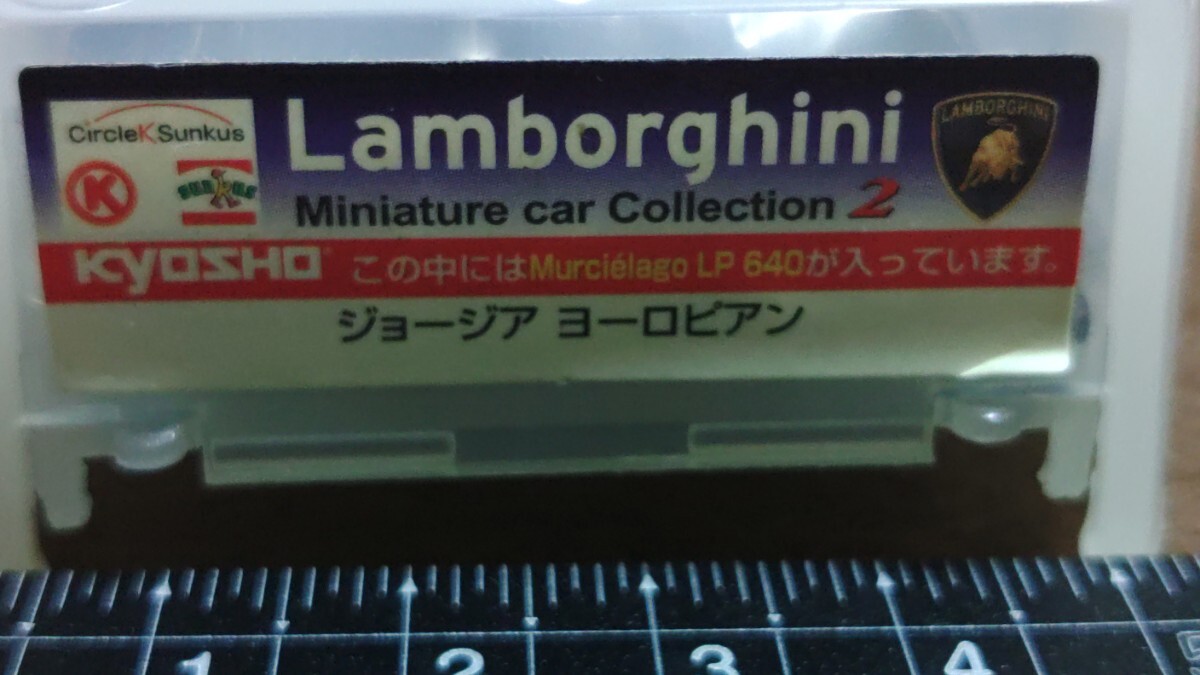 CircleKSunkus
K
SUNKUS
Lamborghini
LAMBORGHINI
Miniature car Collection 2
KYOSHO この中にはMurciélago LP 640が入っています。
ジョージア ヨーロピアン
1 2 3 4